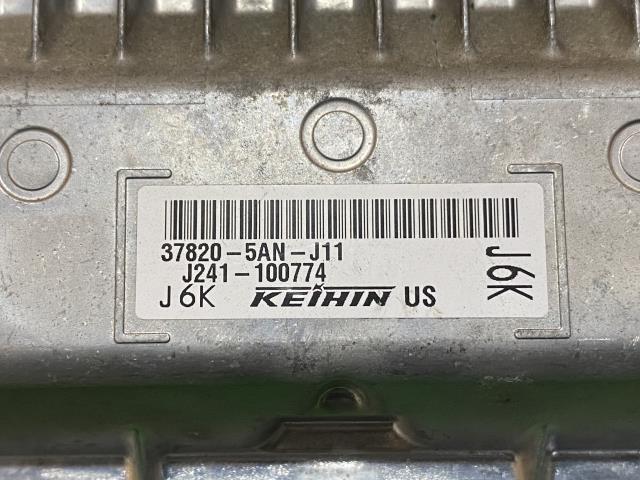 37820-5AN-J11
J241-100774
J6K KEIHIN US
J6K